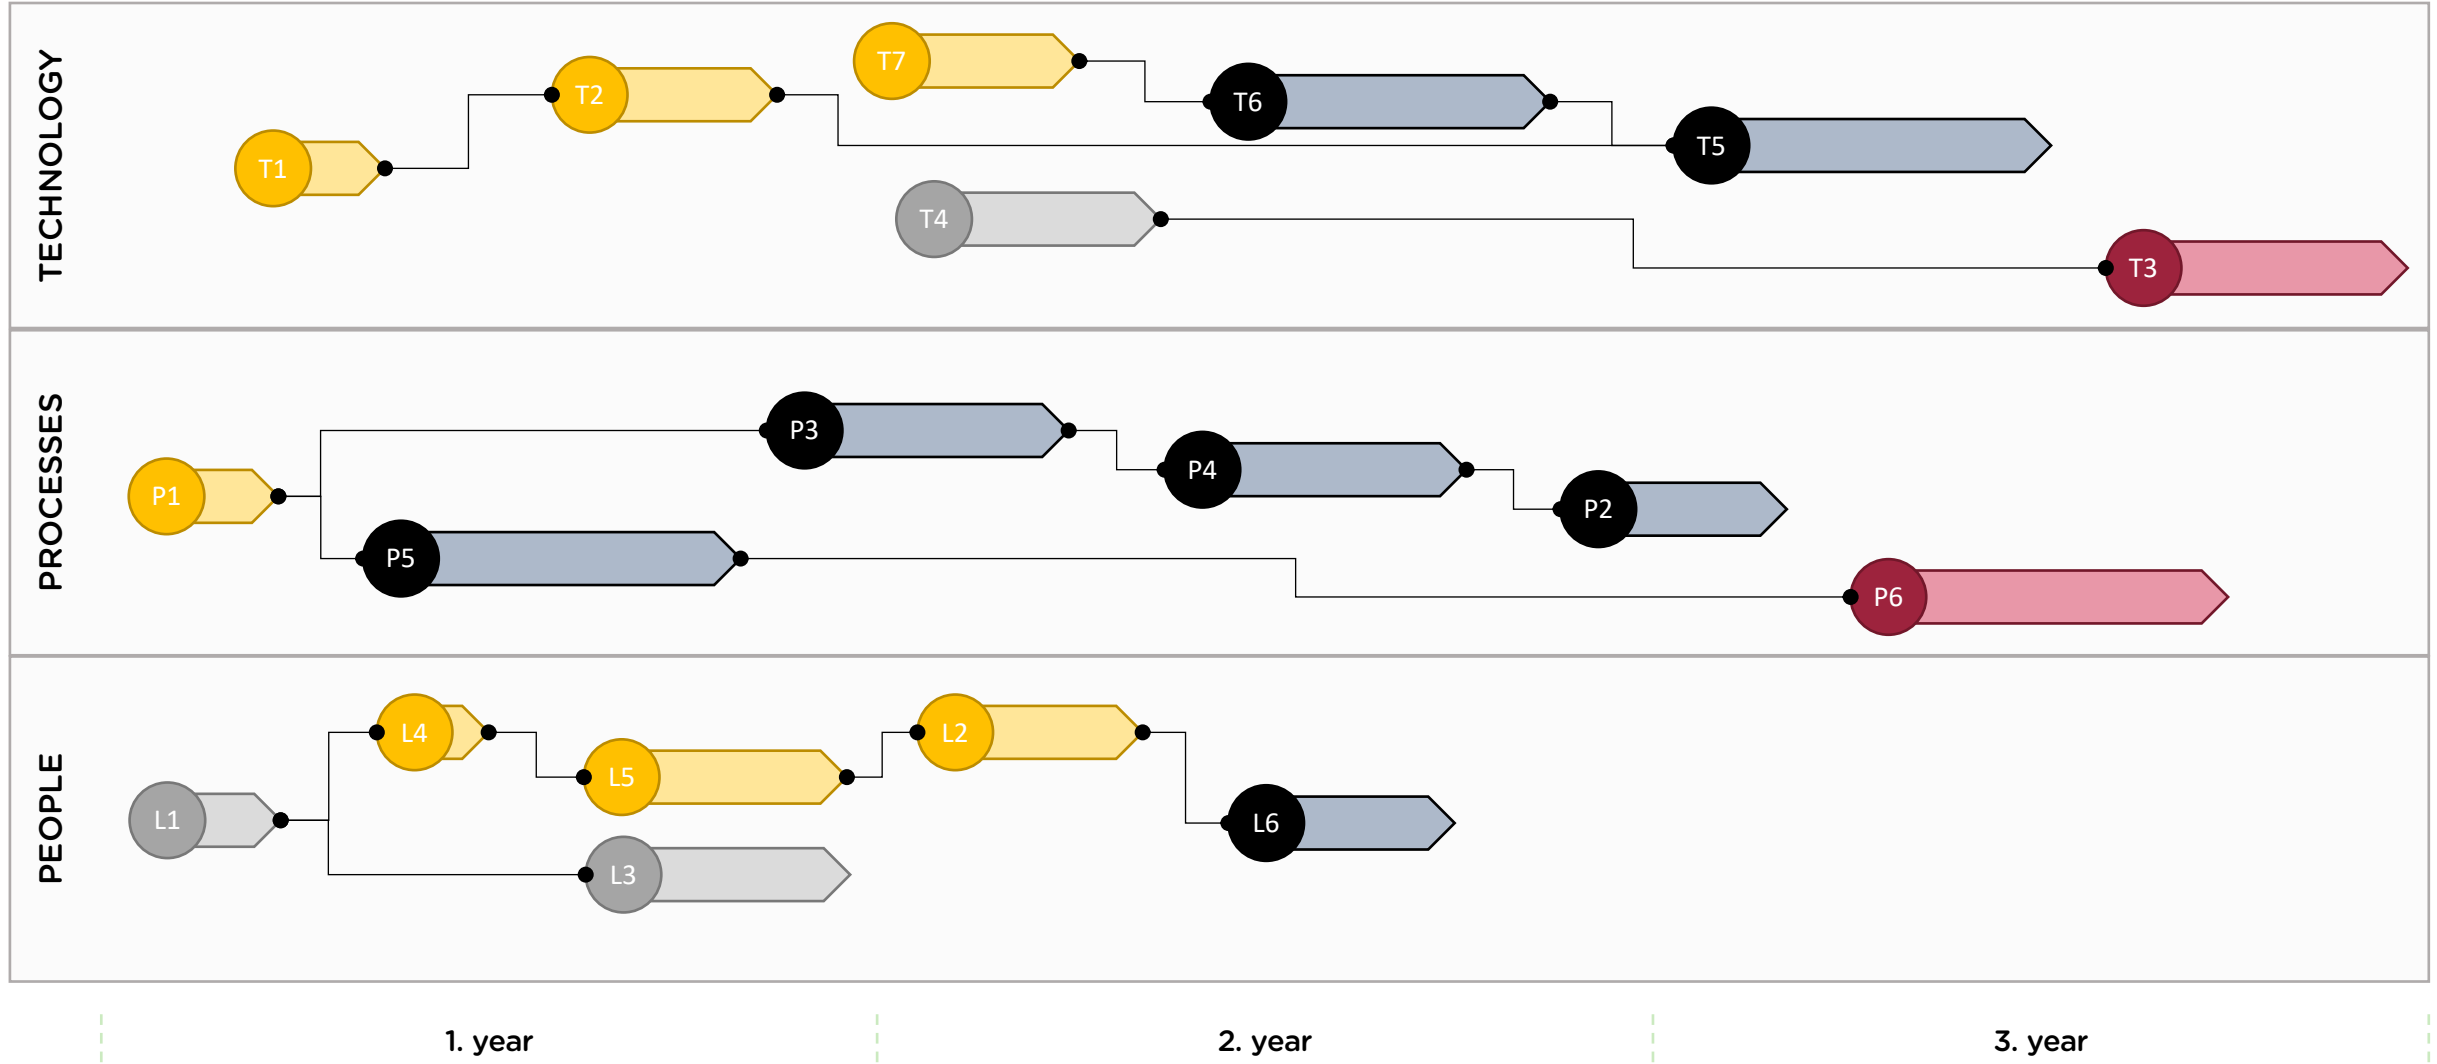 TECHNOLOGY
T7
T2
T6
T5
T1
T4
T3
PROCESSES
P3
P4
P1
P2
P5
P6
PEOPLE
L4
L2
L5
L1
L6
L3
1. year
2. year
3. year